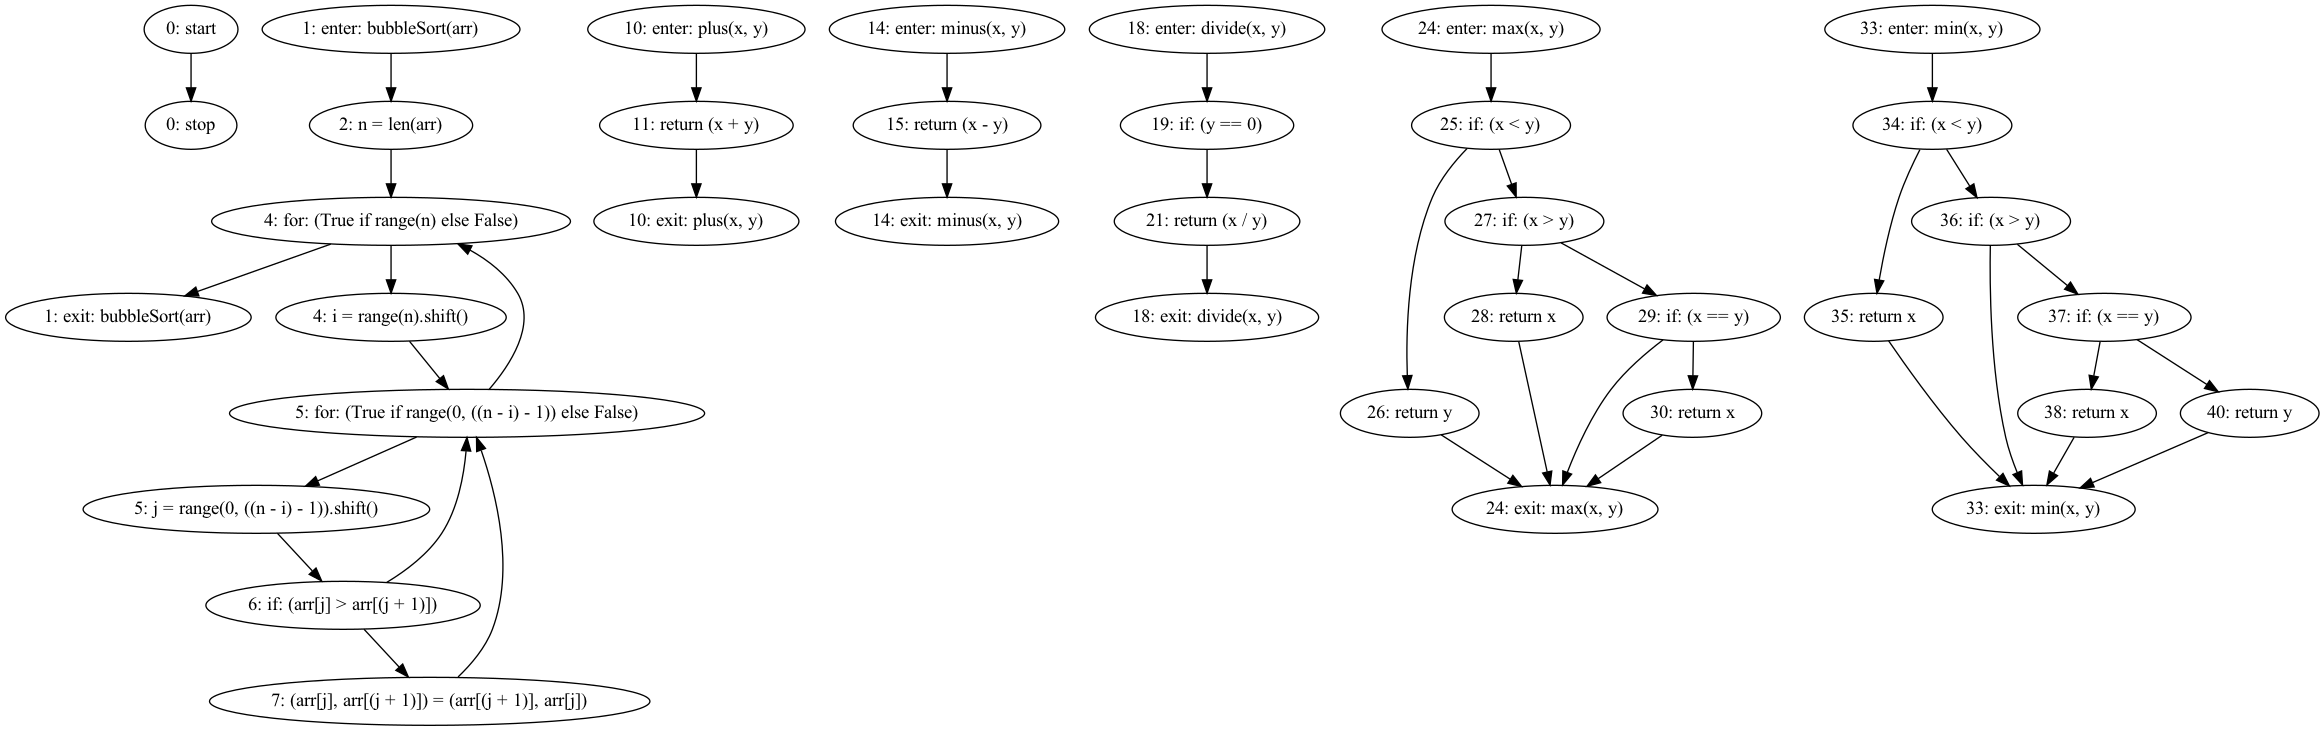 0: start
1: enter: bubbleSort(arr)
10: enter: plus(x, y)
14: enter: minus(x, y)
18: enter: divide(x, y)
24: enter: max(x, y)
33: enter: min(x, y)
0: stop
2: n = len(arr)
11: return (x + y)
15: return (x - y)
19: if: (y == 0)
25: if: (x < y)
34: if: (x < y)
4: for: (True if range(n) else False)
10: exit: plus(x, y)
14: exit: minus(x, y)
21: return (x / y)
27: if: (x > y)
36: if: (x > y)
1: exit: bubbleSort(arr)
4: i = range(n).shift()
18: exit: divide(x, y)
28: return x
29: if: (x == y)
35: return x
37: if: (x == y)
5: for: (True if range(0, ((n - i) - 1)) else False)
26: return y
30: return x
38: return x
40: return y
5: j = range(0, ((n - i) - 1)).shift()
24: exit: max(x, y)
33: exit: min(x, y)
6: if: (arr[j] > arr[(j + 1)])
7: (arr[j], arr[(j + 1)]) = (arr[(j + 1)], arr[j])